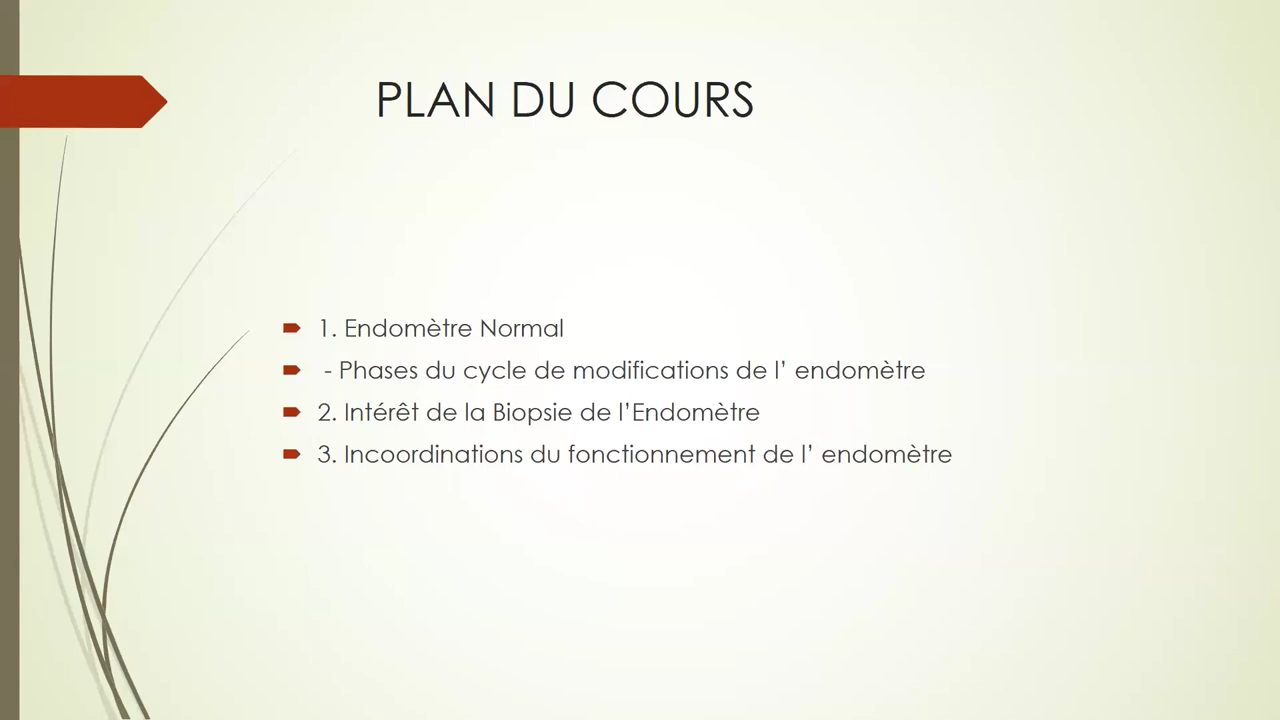 PLAN DU COURS
1. Endomètre Normal
- Phases du cycle de modifications de l’ endomètre
2. Intérêt de la Biopsie de l’Endomètre
3. Incoordinations du fonctionnement de l’ endomètre